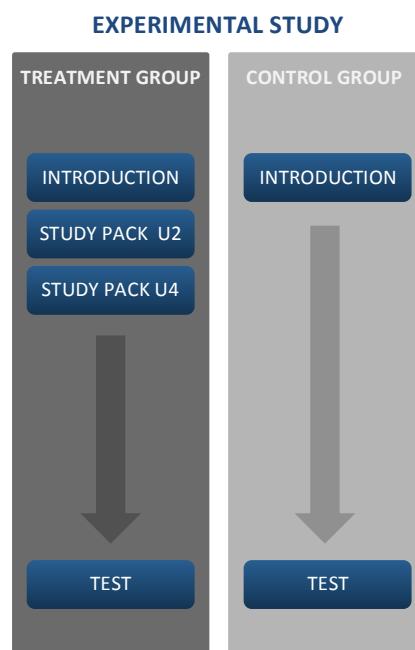 EXPERIMENTAL STUDY
TREATMENT GROUP
INTRODUCTION
STUDY PACK U2
STUDY PACK U4
TEST
CONTROL GROUP
INTRODUCTION
TEST